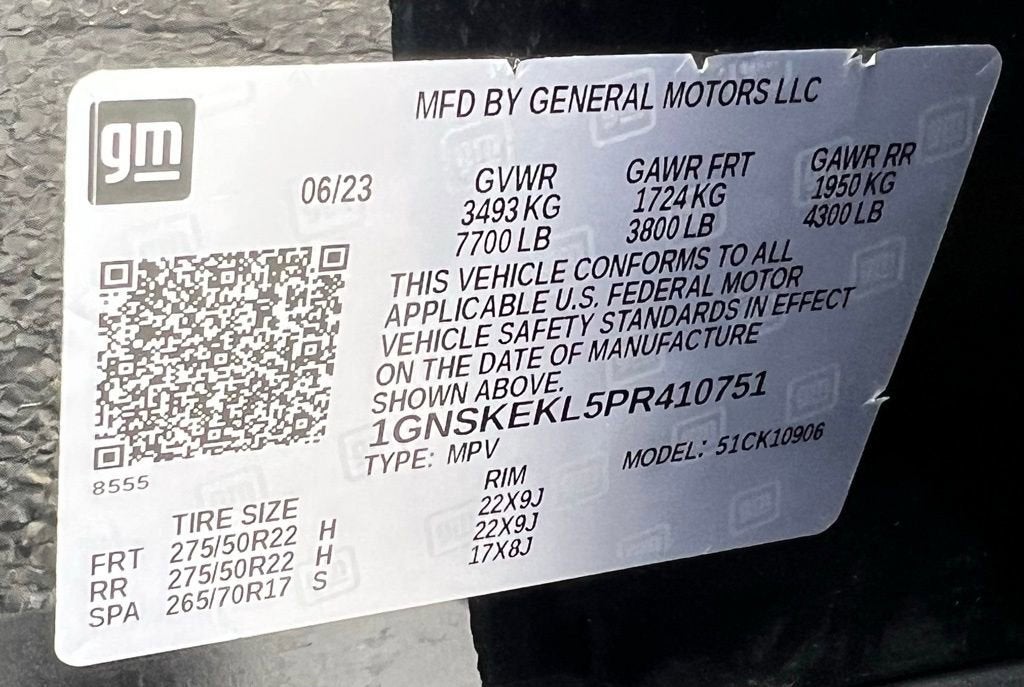 gm
MFD BY GENERAL MOTORS LLC
06/23
GVWR GAWR FRT GAWR RR
3493 KG 1724 KG 1950 KG
7700 LB 3800 LB 4300 LB
THIS VEHICLE CONFORMS TO ALL
APPLICABLE U.S. FEDERAL MOTOR
VEHICLE SAFETY STANDARDS IN EFFECT
ON THE DATE OF MANUFACTURE
SHOWN ABOVE.
1GNSKEKL5PR410751
TYPE: MPV MODEL: 51CK10906
8555
TIRE SIZE RIM
FRT 275/50R22 H 22X9J
RR 275/50R22 H 22X9J
SPA 265/70R17 S 17X8J